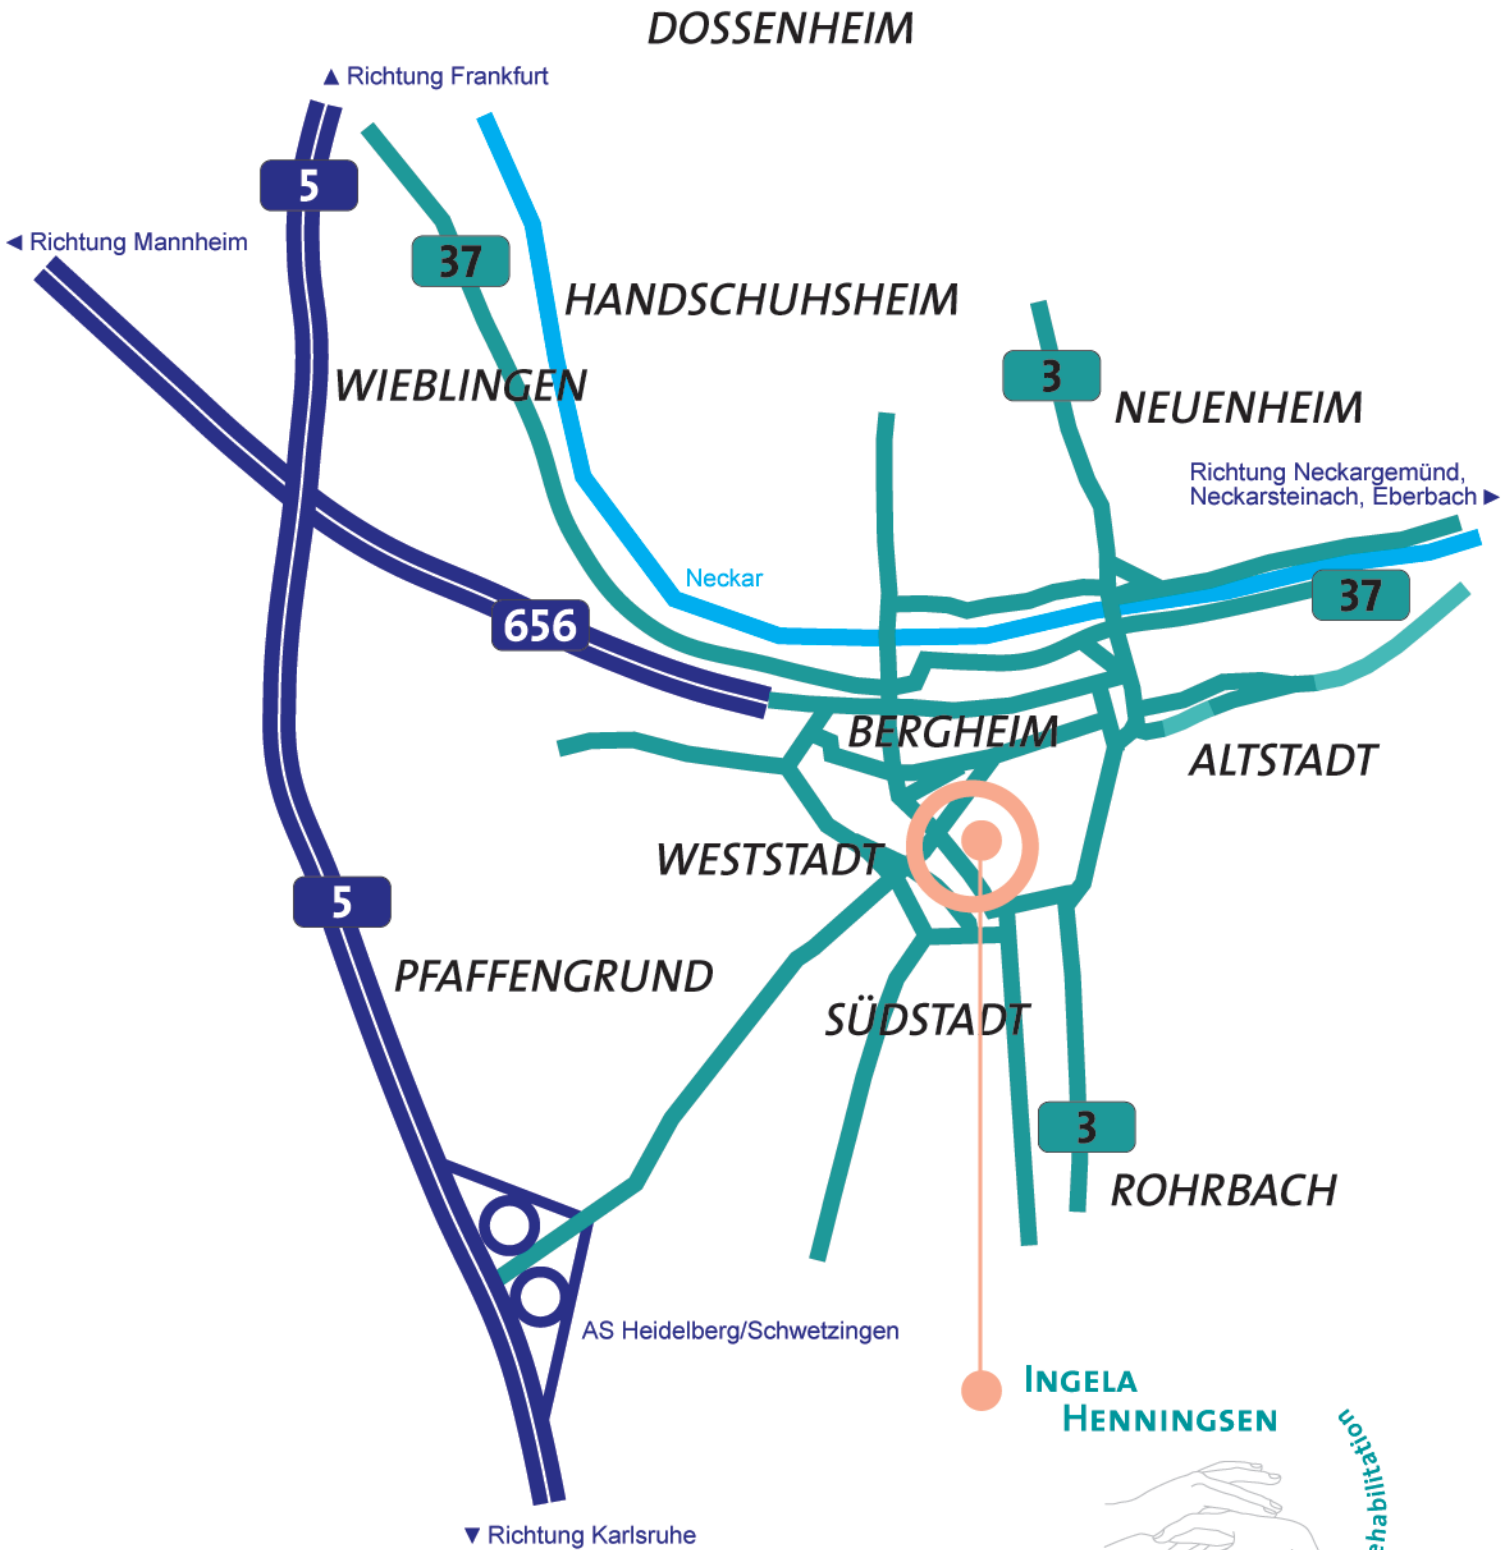 DOSSENHEIM
▲ Richtung Frankfurt
5
◄ Richtung Mannheim
37
HANDSCHUHSHEIM
3
WIEBLINGEN
NEUENHEIM
Richtung Neckargemünd,
Neckarsteinach, Eberbach ►
Neckar
37
656
BERGHEIM
ALTSTADT
WESTSTADT
5
PFAFFENGRUND
SÜDSTADT
3
ROHRBACH
AS Heidelberg/Schwetzingen
INGELA
HENNINGSEN
ehabilitation
▼ Richtung Karlsruhe